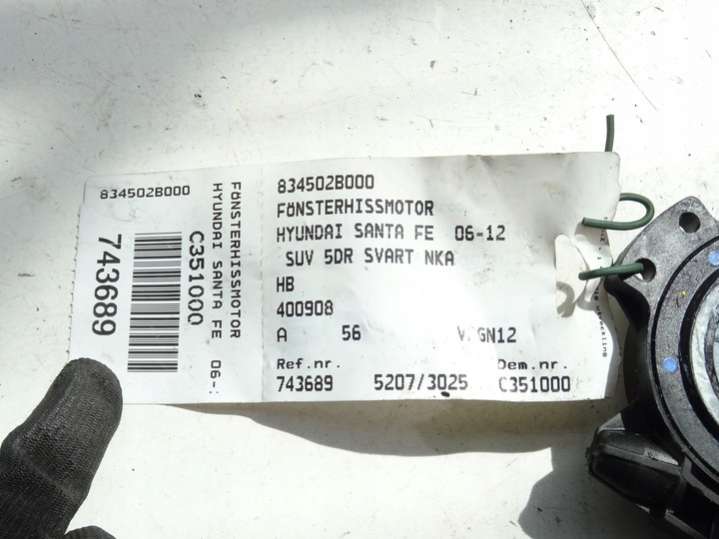 834502B000
743689
C351000
HYUNDAI SANTA FE 06-:
FÖNSTERHISSMOTOR
834502B000
FÖNSTERHISSMOTOR
HYUNDAI SANTA FE 06-12
SUV 5DR SVART NKA
HB
400908
A 56 V.GN12
Ref.nr. Dem.nr.
743689 5207/3025 C351000